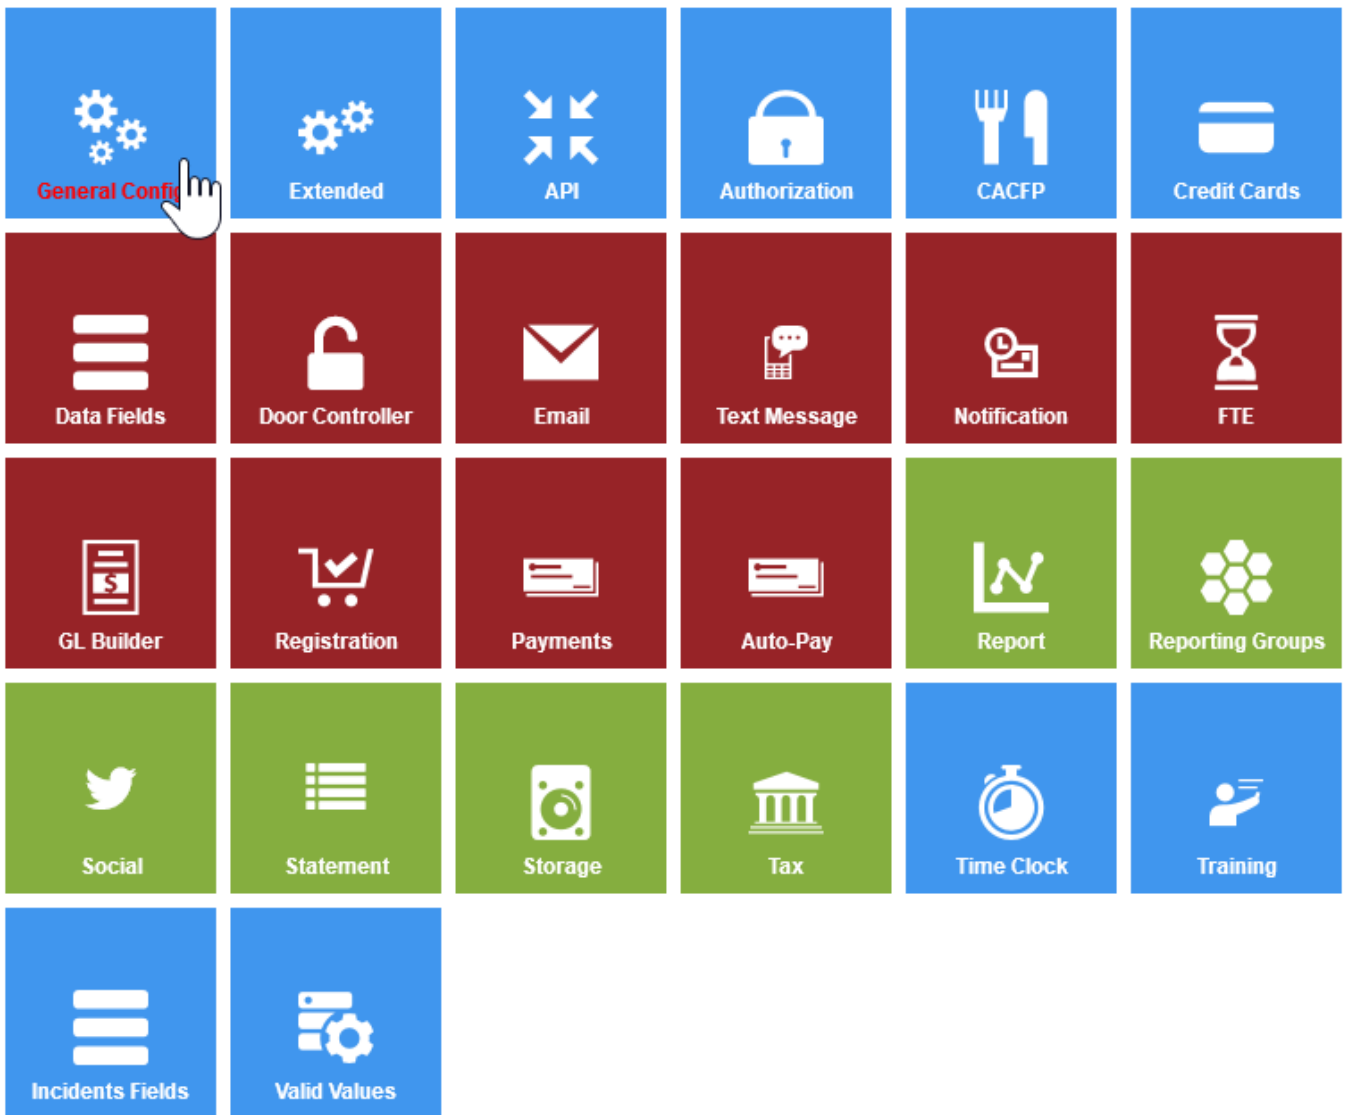 General Config
Extended
API
Authorization
CACFP
Credit Cards
Data Fields
Door Controller
Email
Text Message
Notification
FTE
$
GL Builder
Registration
Payments
Auto-Pay
Report
Reporting Groups
Social
Statement
Storage
Tax
Time Clock
Training
Incidents Fields
Valid Values